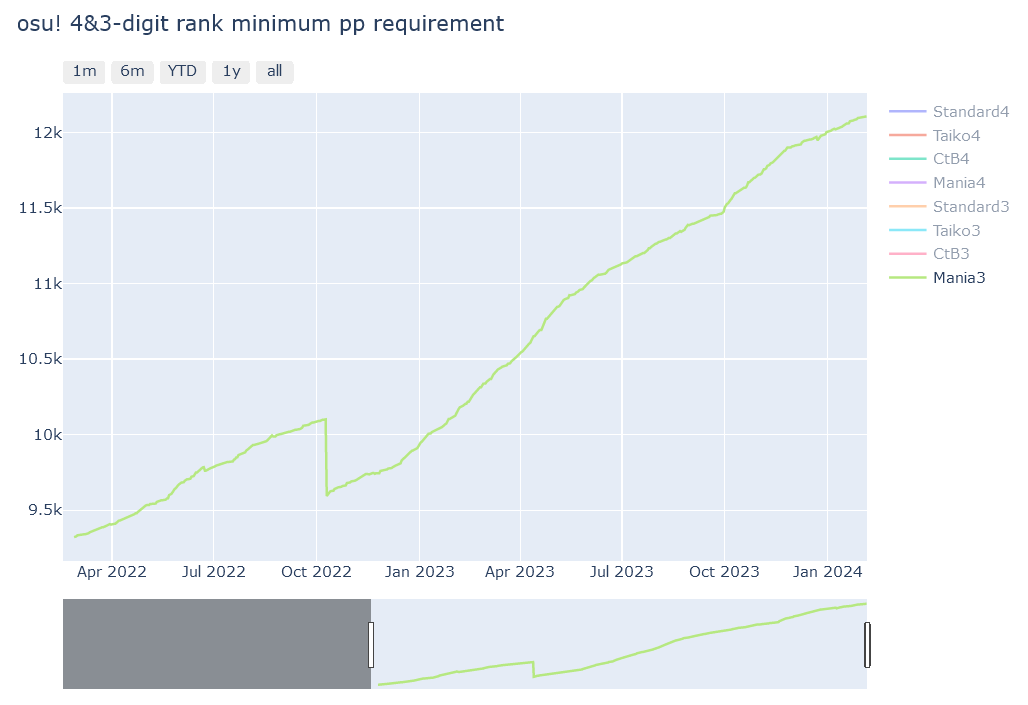 osu! 4&3-digit rank minimum pp requirement
1m 6m YTD 1y all
12k
11.5k
11k
10.5k
10k
9.5k
Apr 2022 Jul 2022 Oct 2022 Jan 2023 Apr 2023 Jul 2023 Oct 2023 Jan 2024
Standard4
Taiko4
CtB4
Mania4
Standard3
Taiko3
CtB3
Mania3